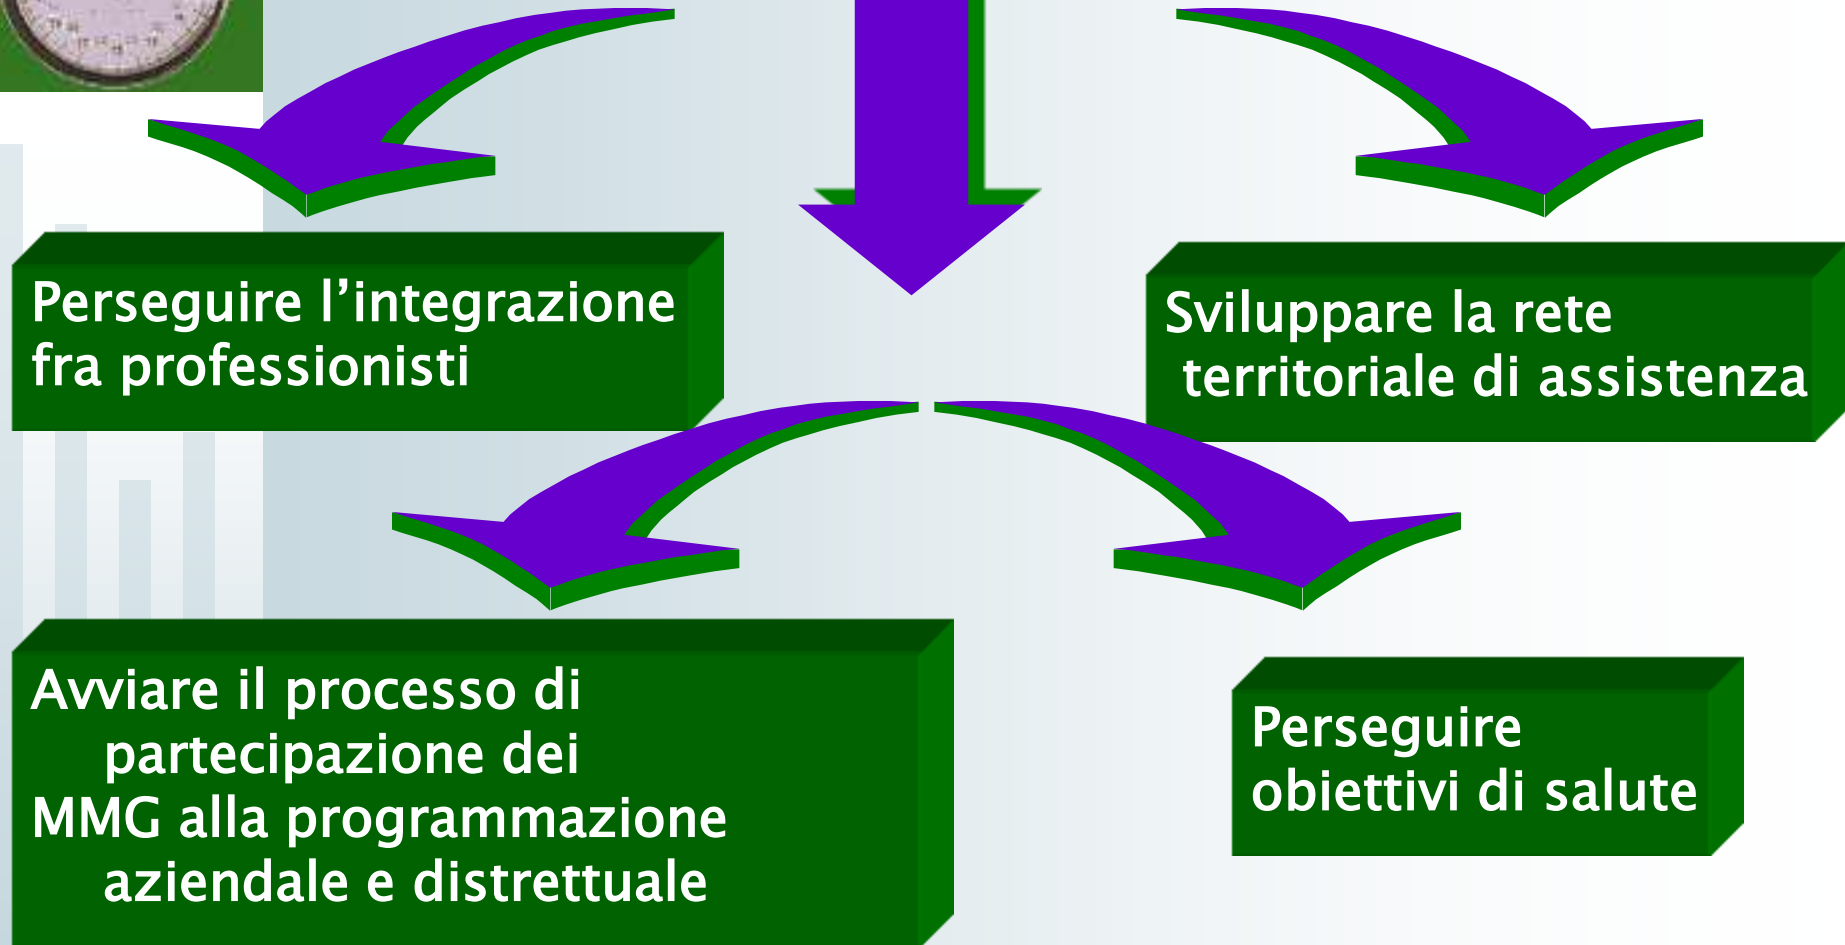 Perseguire l’integrazione
fra professionisti
Sviluppare la rete
territoriale di assistenza
Avviare il processo di
partecipazione dei
MMG alla programmazione
aziendale e distrettuale
Perseguire
obiettivi di salute